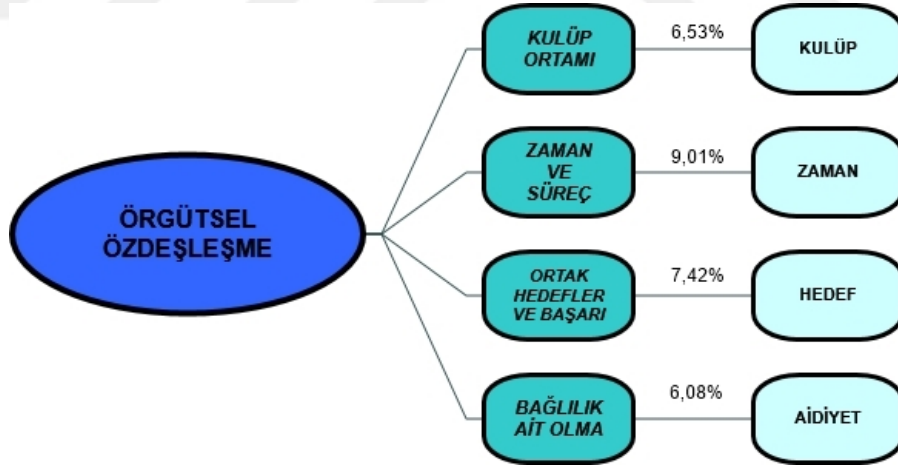 ÖRGÜTSEL
ÖZDEŞLEŞME
KULÜP
ORTAMI
6,53%
KULÜP
ZAMAN
VE
SÜREÇ
9,01%
ZAMAN
ORTAK
HEDEFLER
VE BAŞARI
7,42%
HEDEF
BAĞLILIK
AİT OLMA
6,08%
AİDİYET